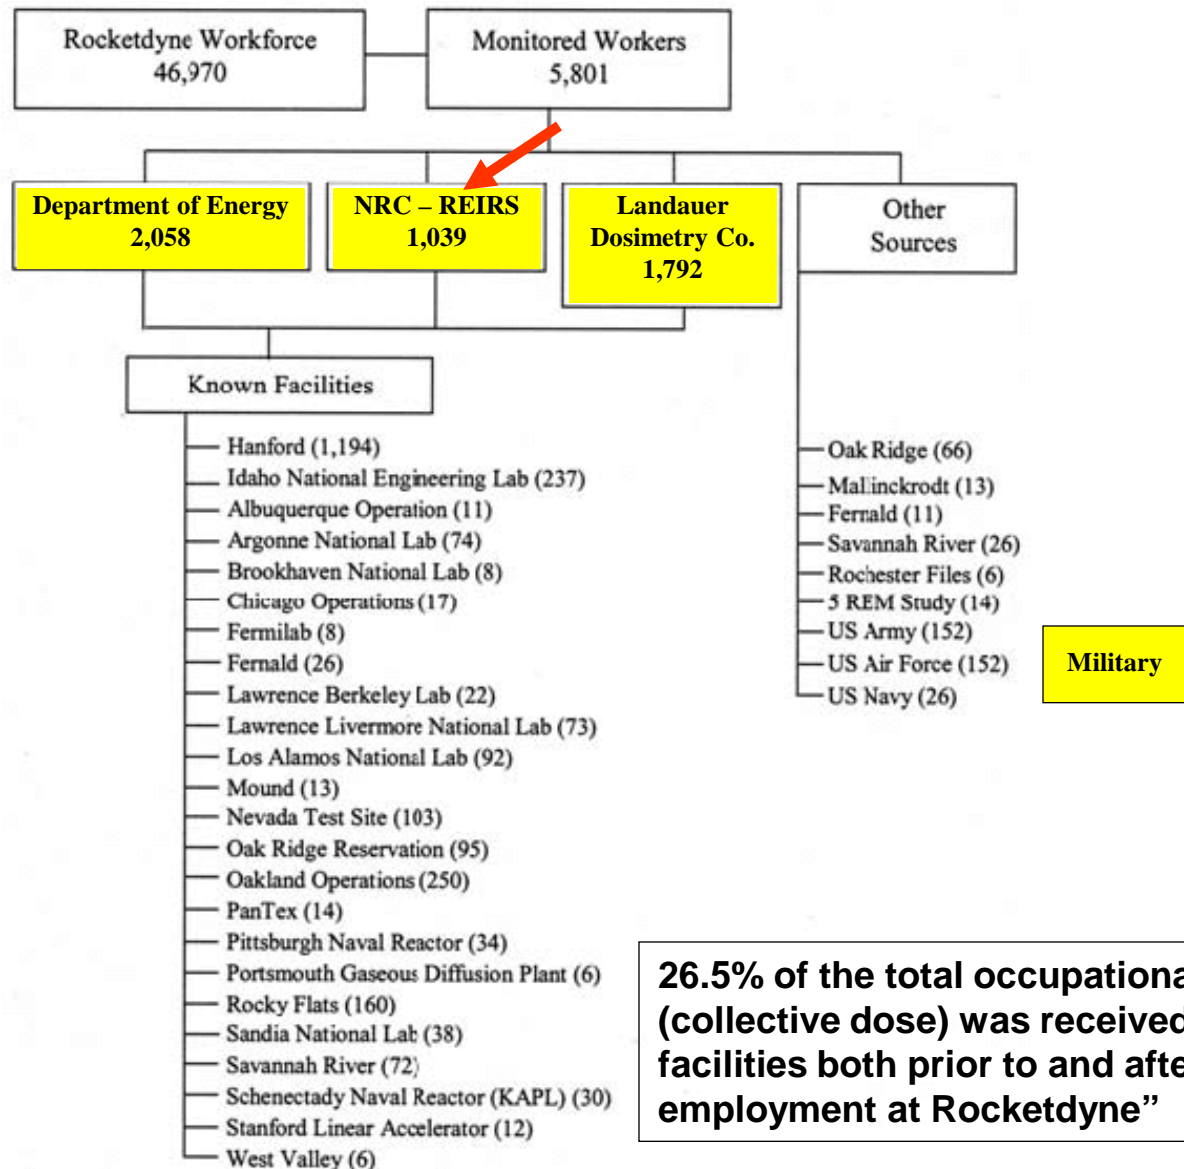 Rocketdyne Workforce
46,970
Monitored Workers
5,801
Department of Energy
2,058
NRC – REIRS
1,039
Landauer
Dosimetry Co.
1,792
Other
Sources
Known Facilities
Hanford (1,194)
Idaho National Engineering Lab (237)
Albuquerque Operation (11)
Argonne National Lab (74)
Brookhaven National Lab (8)
Chicago Operations (17)
Fermilab (8)
Fernald (26)
Lawrence Berkeley Lab (22)
Lawrence Livermore National Lab (73)
Los Alamos National Lab (92)
Mound (13)
Nevada Test Site (103)
Oak Ridge Reservation (95)
Oakland Operations (250)
PanTex (14)
Pittsburgh Naval Reactor (34)
Portsmouth Gaseous Diffusion Plant (6)
Rocky Flats (160)
Sandia National Lab (38)
Savannah River (72)
Schenectady Naval Reactor (KAPL) (30)
Stanford Linear Accelerator (12)
West Valley (6)
Oak Ridge (66)
Mallinckrodt (13)
Fernald (11)
Savannah River (26)
Rochester Files (6)
5 REM Study (14)
US Army (152)
US Air Force (152)
US Navy (26)
Military
26.5% of the total occupationa
(collective dose) was received
facilities both prior to and afte
employment at Rocketdyne”